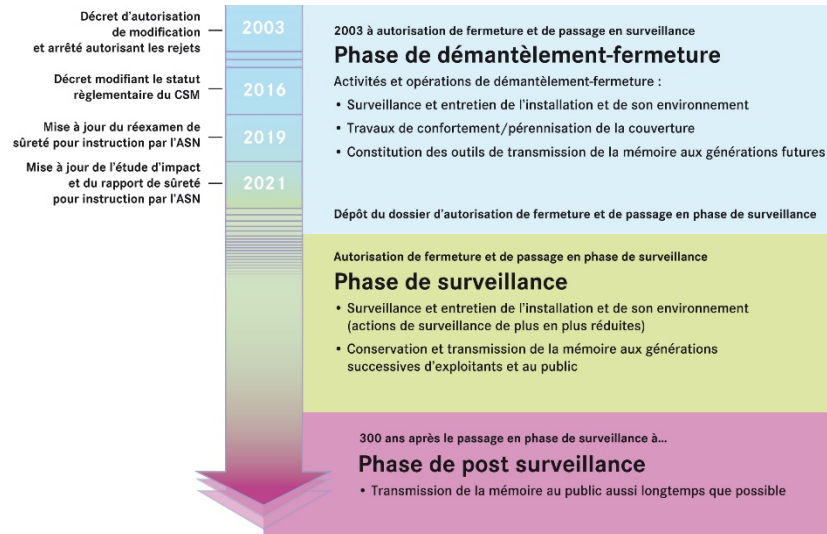 Décret d'autorisation
de modification
et arrêté autorisant les rejets
2003
Décret modifiant le statut
règlementaire du CSM
2016
Mise à jour du réexamen de
sûreté pour instruction par l'ASN
2019
Mise à jour de l'étude d'impact
et du rapport de sûreté
pour instruction par l'ASN
2021
2003 à autorisation de fermeture et de passage en surveillance
Phase de démantèlement-fermeture
Activités et opérations de démantèlement-fermeture :
• Surveillance et entretien de l'installation et de son environnement
• Travaux de confortement/pérennisation de la couverture
• Constitution des outils de transmission de la mémoire aux générations futures
Dépôt du dossier d'autorisation de fermeture et de passage en phase de surveillance
Autorisation de fermeture et de passage en phase de surveillance
Phase de surveillance
• Surveillance et entretien de l'installation et de son environnement
(actions de surveillance de plus en plus réduites)
• Conservation et transmission de la mémoire aux générations
successives d'exploitants et au public
300 ans après le passage en phase de surveillance à...
Phase de post surveillance
• Transmission de la mémoire au public aussi longtemps que possible